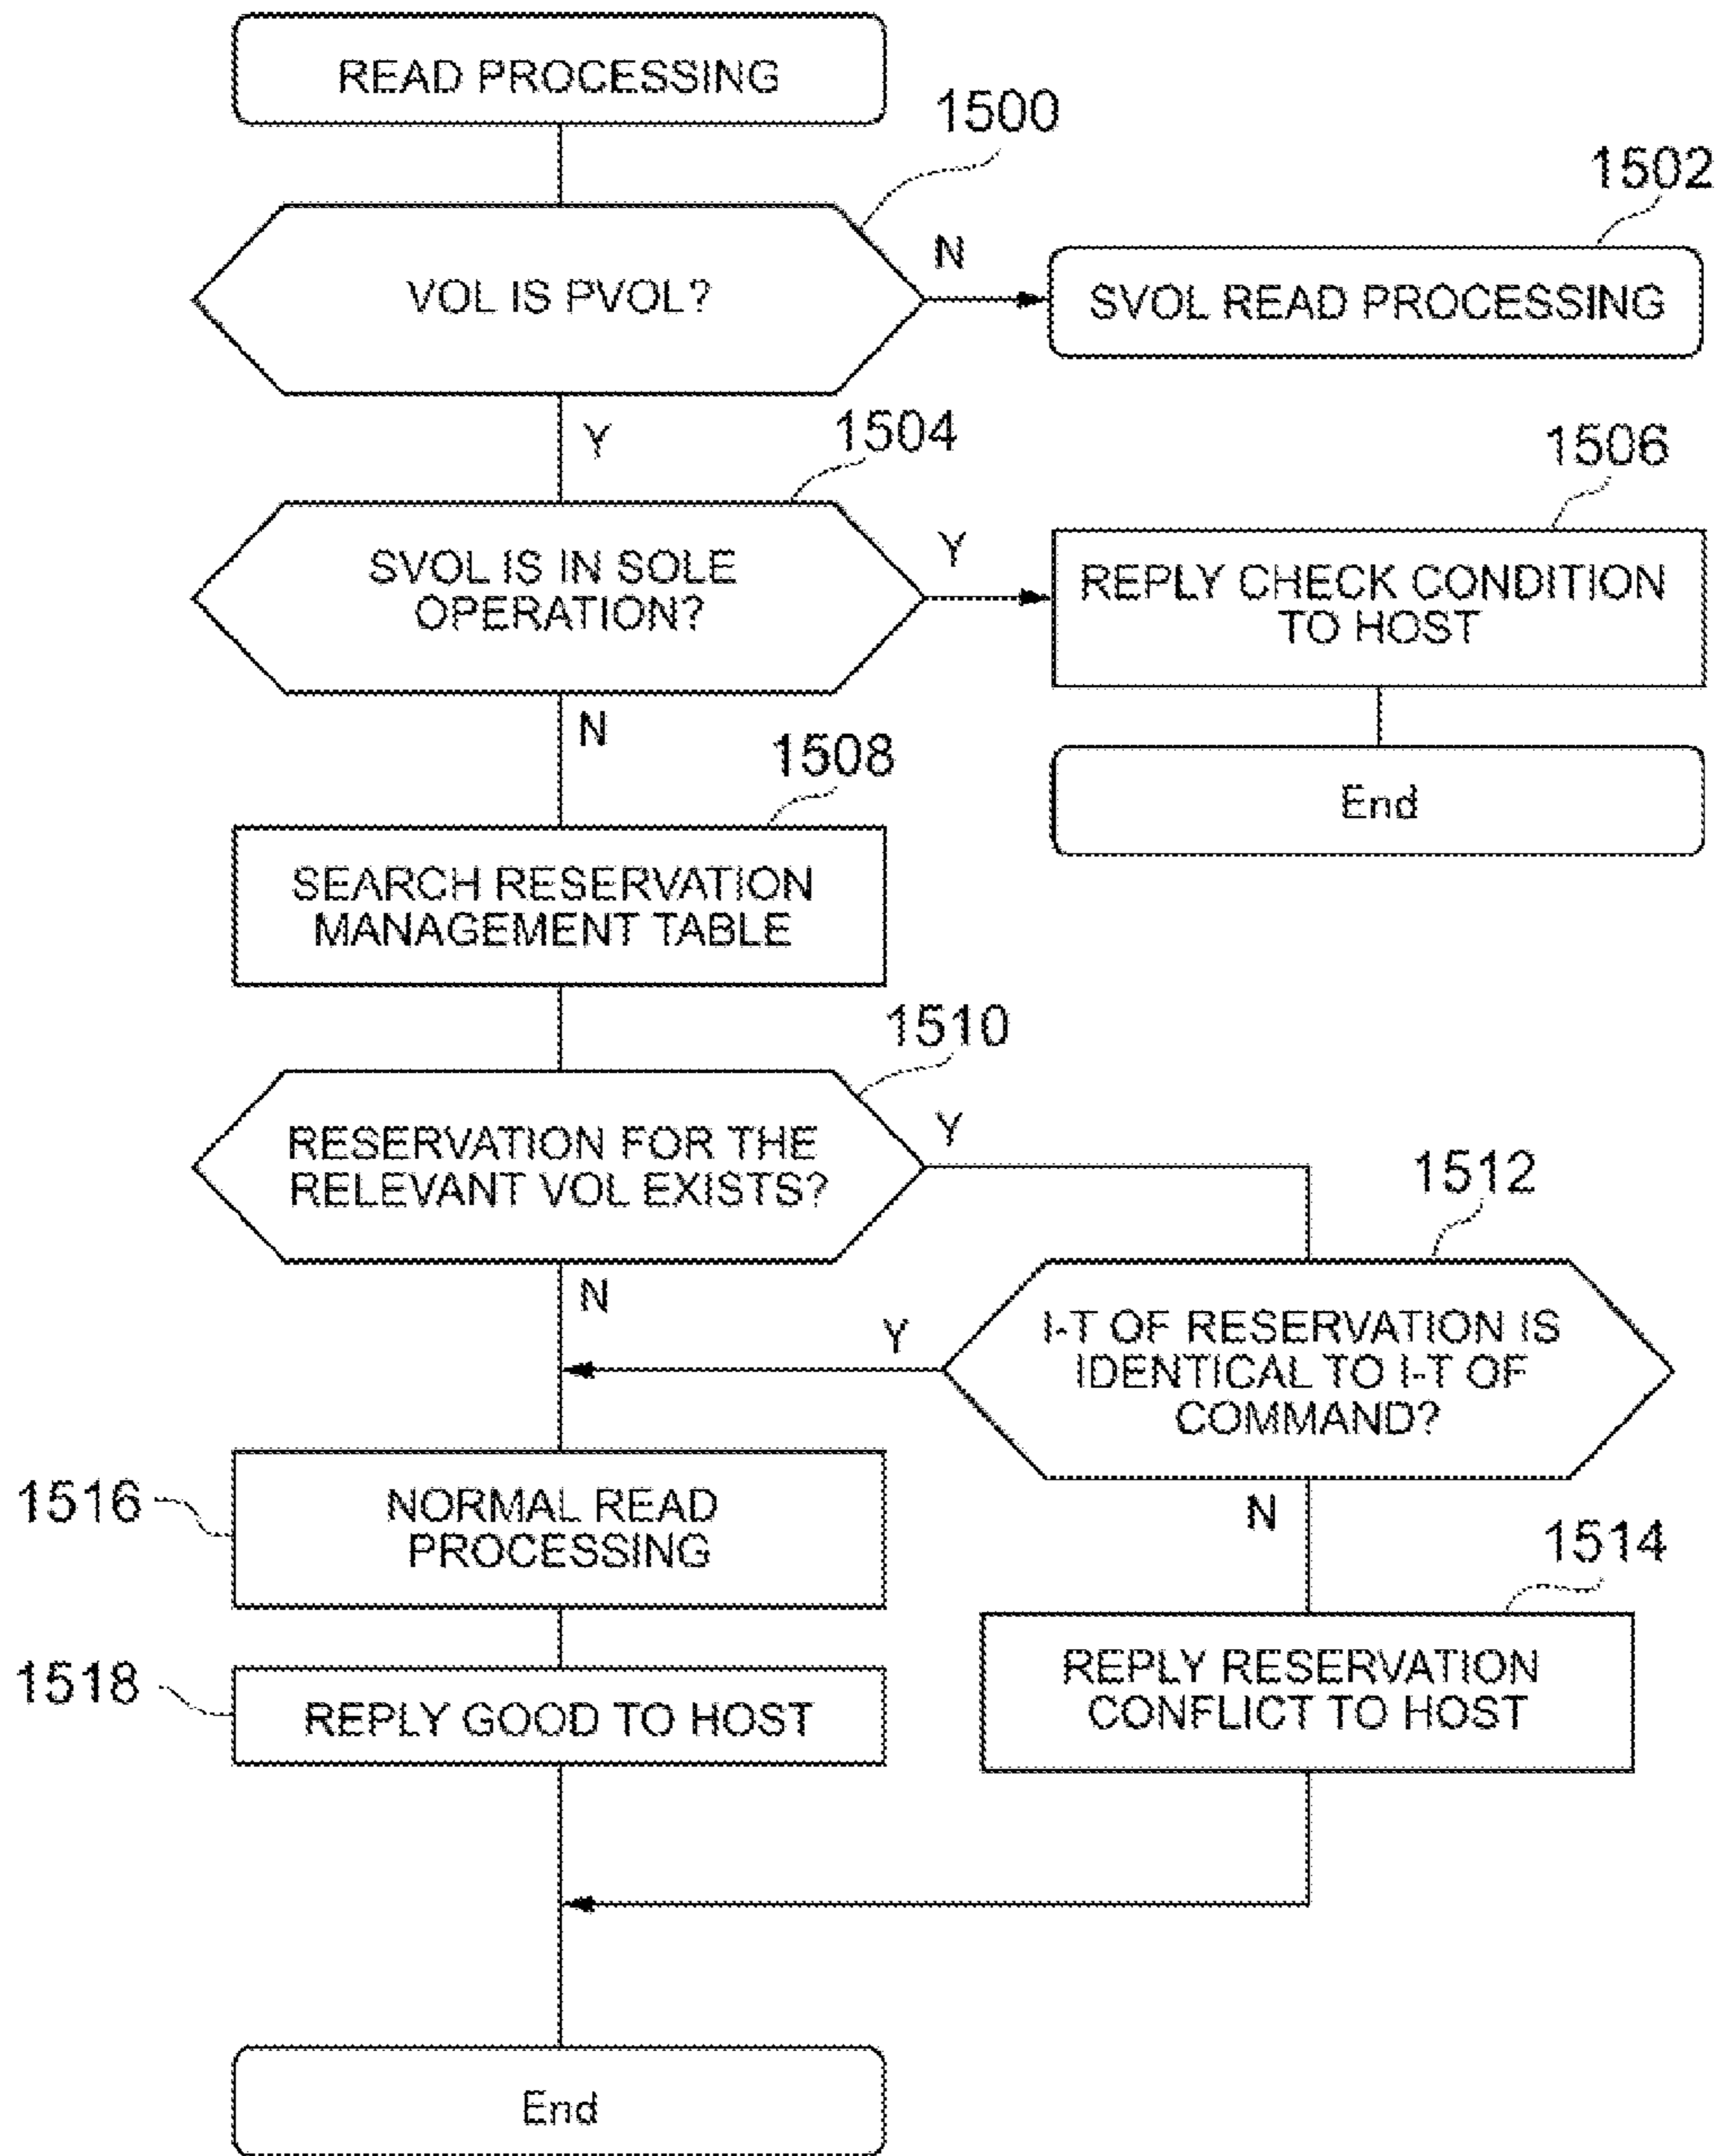 READ PROCESSING
1500
VOL IS PVOL?
N
1502
SVOL READ PROCESSING
Y
1504
SVOL IS IN SOLE
OPERATION?
Y
1506
REPLY CHECK CONDITION
TO HOST
End
N
1508
SEARCH RESERVATION
MANAGEMENT TABLE
1510
RESERVATION FOR THE
RELEVANT VOL EXISTS?
Y
1512
I-T OF RESERVATION IS
IDENTICAL TO I-T OF
COMMAND?
N
Y
1516
NORMAL READ
PROCESSING
N
1514
REPLY RESERVATION
CONFLICT TO HOST
1518
REPLY GOOD TO HOST
End